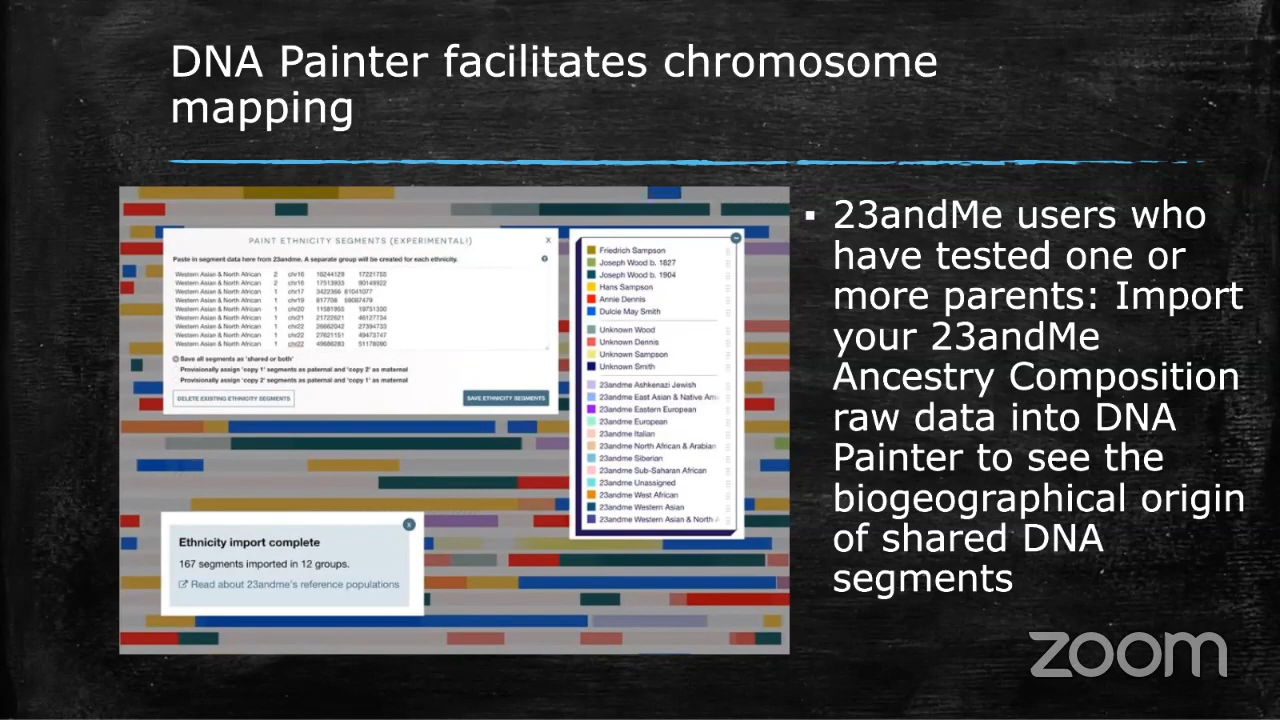 DNA Painter facilitates chromosome
mapping
PAINT ETHNICITY SEGMENTS (EXPERIMENTAL!)
X
Paste in segment data here from 23andme. A separate group will be created for each ethnicity.
Western Asian & North African 2 chr16 16244129 17221755
Western Asian & North African 2 chr16 17513933 90149922
Western Asian & North African 1 chr17 3422366 81041077
Western Asian & North African 1 chr19 817708 59087479
Western Asian & North African 1 chr20 11581955 19751330
Western Asian & North African 1 chr21 21722621 46127734
Western Asian & North African 1 chr22 26662042 27394733
Western Asian & North African 1 chr22 27621151 49473747
Western Asian & North African 1 chr22 49686283 51178090
Save all segments as 'shared or both'
Provisionally assign 'copy 1' segments as paternal and 'copy 2' as maternal
Provisionally assign 'copy 2' segments as paternal and 'copy 1' as maternal
DELETE EXISTING ETHNICITY SEGMENTS
SAVE ETHNICITY SEGMENTS
Friedrich Sampson
Joseph Wood b. 1827
Joseph Wood b. 1904
Hans Sampson
Annie Dennis
Dulcie May Smith
Unknown Wood
Unknown Dennis
Unknown Sampson
Unknown Smith
23andme Ashkenazi Jewish
23andme East Asian & Native Am
23andme Eastern European
23andme European
23andme Italian
23andme North African & Arabian
23andme Siberian
23andme Sub-Saharan African
23andme Unassigned
23andme West African
23andme Western Asian
23andme Western Asian & North A
X
Ethnicity import complete
167 segments imported in 12 groups.
Read about 23andme's reference populations
▪ 23andMe users who
have tested one or
more parents: Import
your 23andMe
Ancestry Composition
raw data into DNA
Painter to see the
biogeographical origin
of shared DNA
segments
zoom